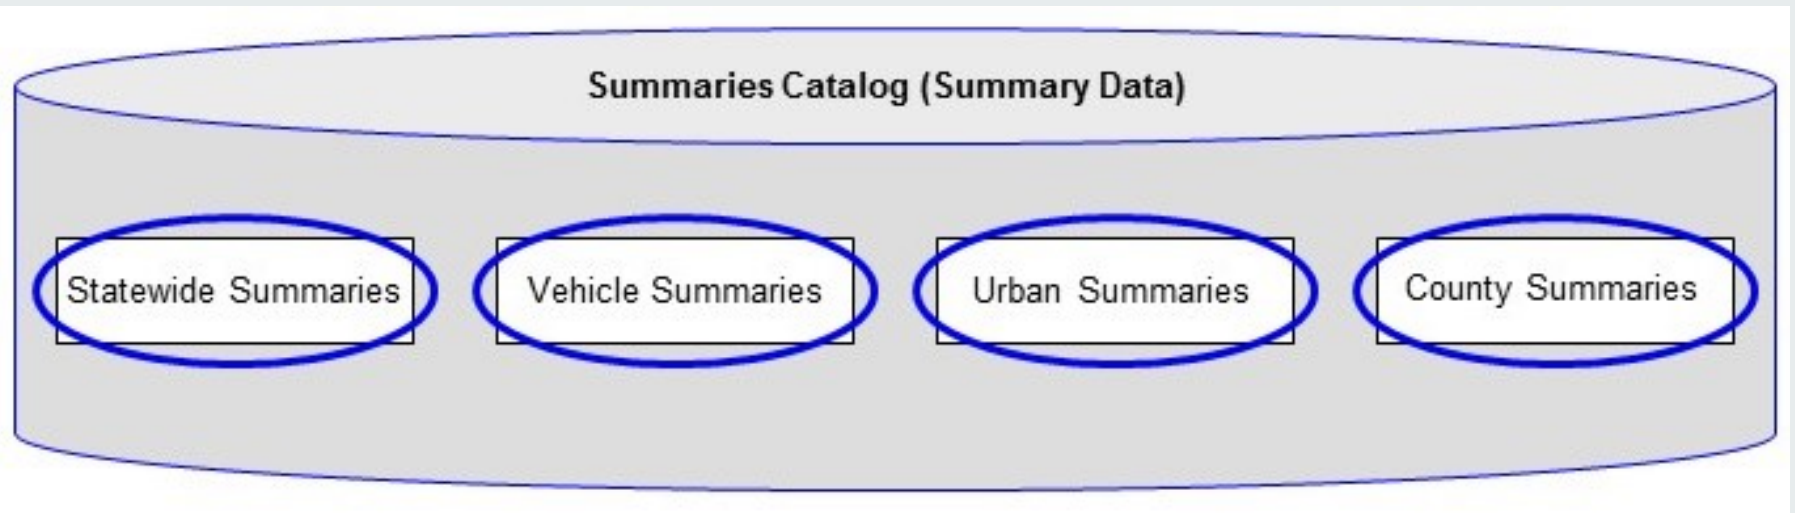 Summaries Catalog (Summary Data)
Statewide Summaries
Vehicle Summaries
Urban Summaries
County Summaries